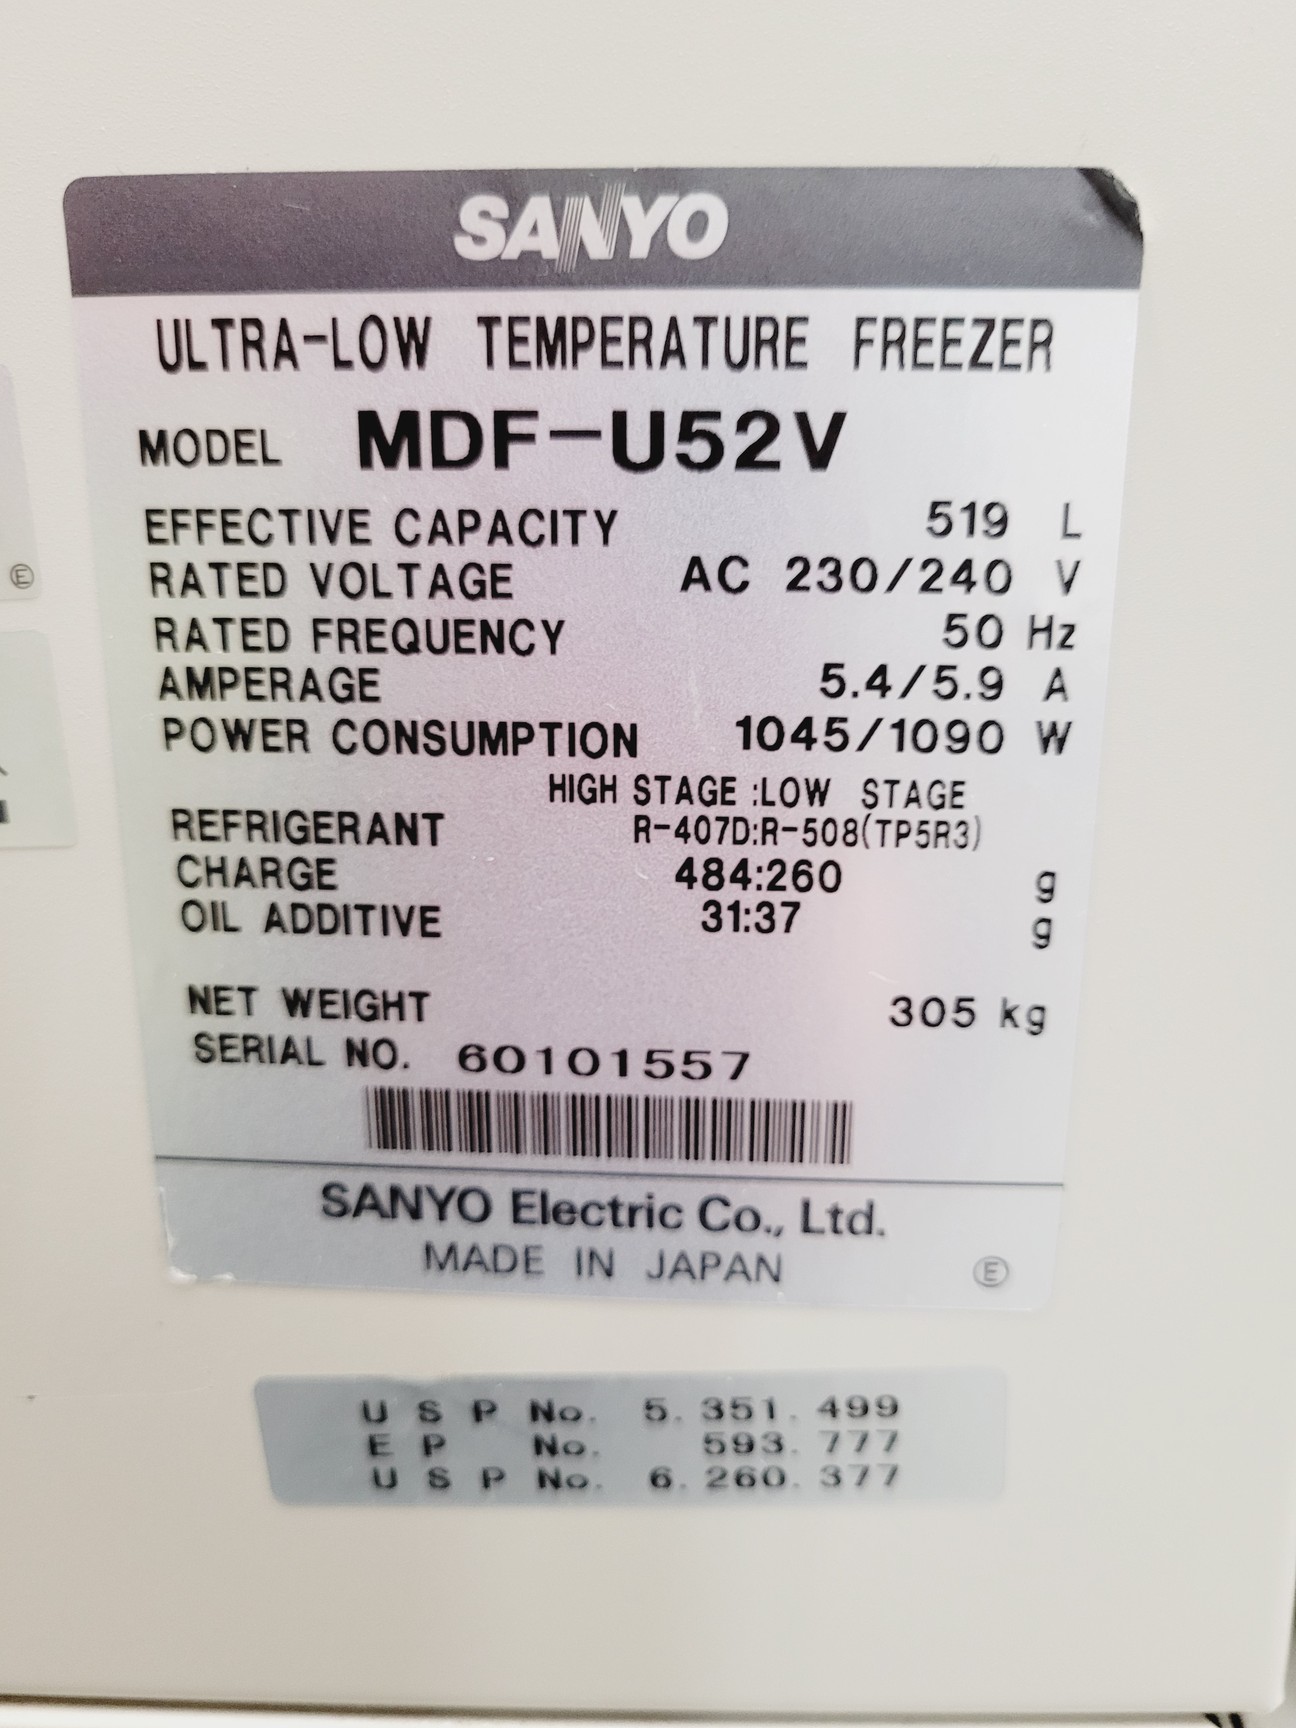 SANYO
ULTRA-LOW TEMPERATURE FREEZER
MODEL MDF-U52V
EFFECTIVE CAPACITY 519 L
RATED VOLTAGE AC 230/240 V
RATED FREQUENCY 50 Hz
AMPERAGE 5.4/5.9 A
POWER CONSUMPTION 1045/1090 W
HIGH STAGE :LOW STAGE
REFRIGERANT R-407D:R-508(TP5R3)
CHARGE 484:260 g
OIL ADDITIVE 31:37 g
NET WEIGHT 305 kg
SERIAL NO. 60101557
SANYO Electric Co., Ltd.
MADE IN JAPAN
Ⓔ
U S P No. 5. 351. 499
E P No. 593. 777
U S P No. 6. 260. 377
Ⓔ